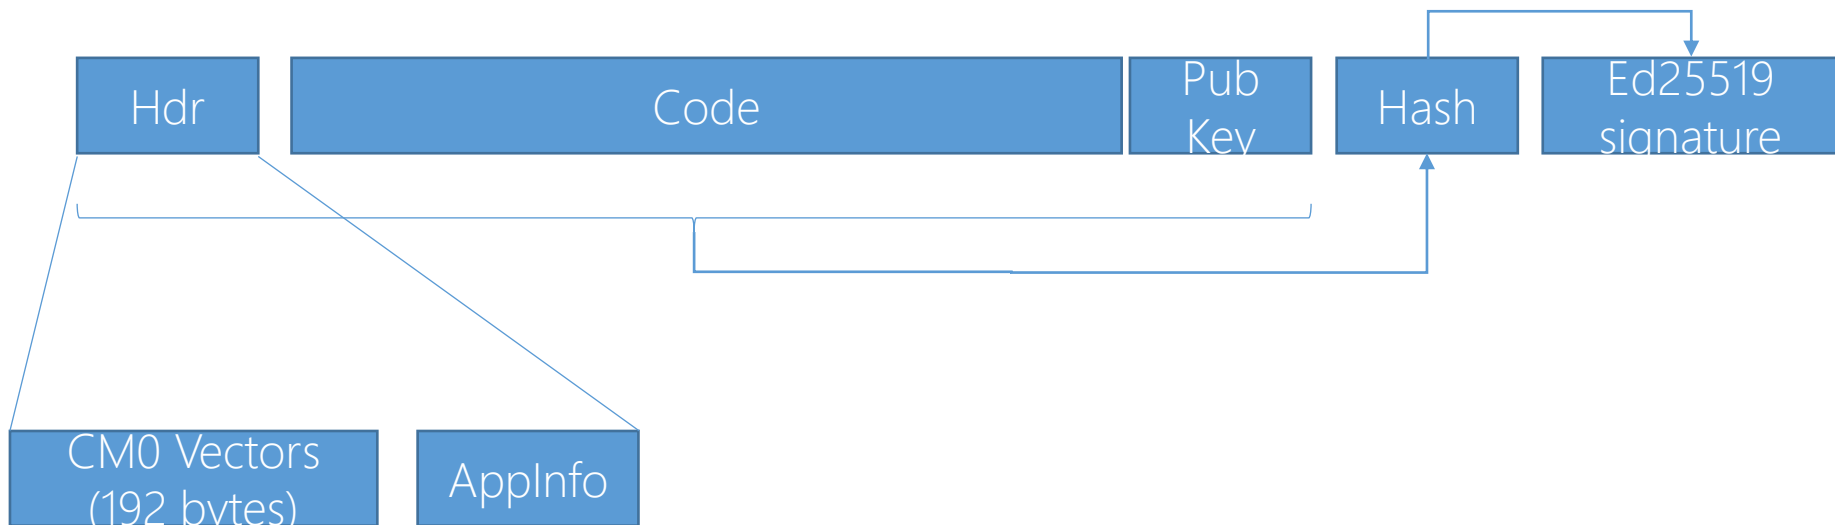 Hdr
Code
Pub
Key
Hash
Ed25519
signature
CM0 Vectors
(192 bytes)
AppInfo